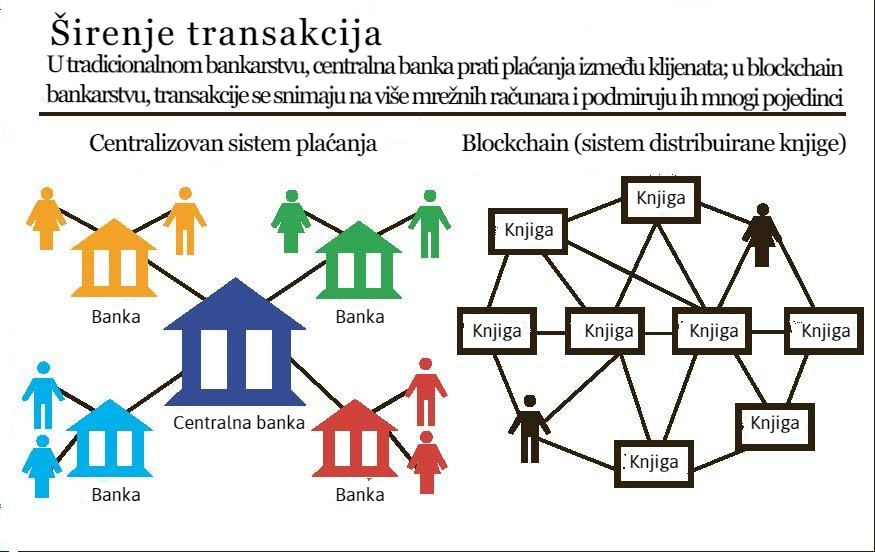 Širenje transakcija
U tradicionalnom bankarstvu, centralna banka prati plaćanja između klijenata; u blockchain
bankarstvu, transakcije se snimaju na više mrežnih računara i podmiruju ih mnogi pojedinci
Centralizovan sistem plaćanja
Blockchain (sistem distribuirane knjige)
Banka
Banka
Centralna banka
Banka
Banka
Knjiga
Knjiga
Knjiga
Knjiga
Knjiga
Knjiga
Knjiga
Knjiga